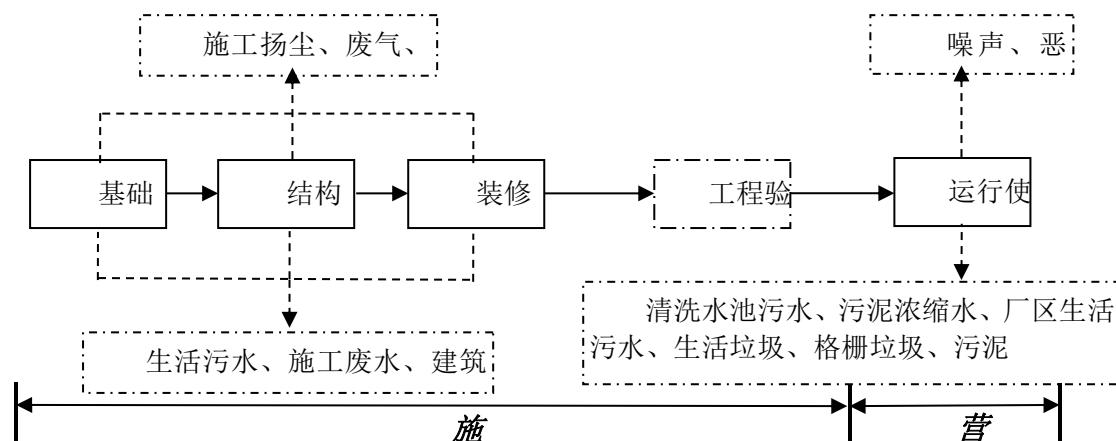 施工扬尘、废气、
噪声、恶
基础
结构
装修
工程验
运行使
清洗水池污水、污泥浓缩水、厂区生活
污水、生活垃圾、格栅垃圾、污泥
生活污水、施工废水、建筑
施
营